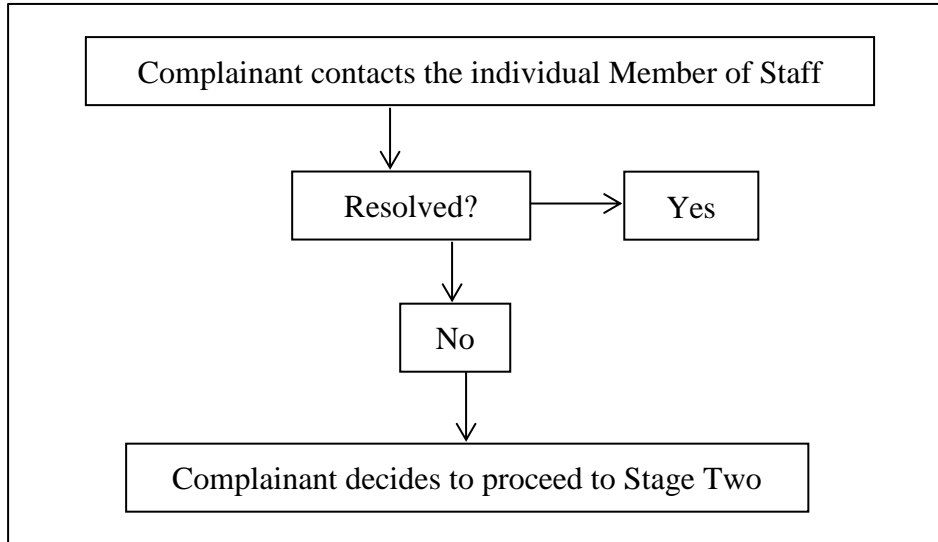 Complainant contacts the individual Member of Staff
Resolved?
Yes
No
Complainant decides to proceed to Stage Two